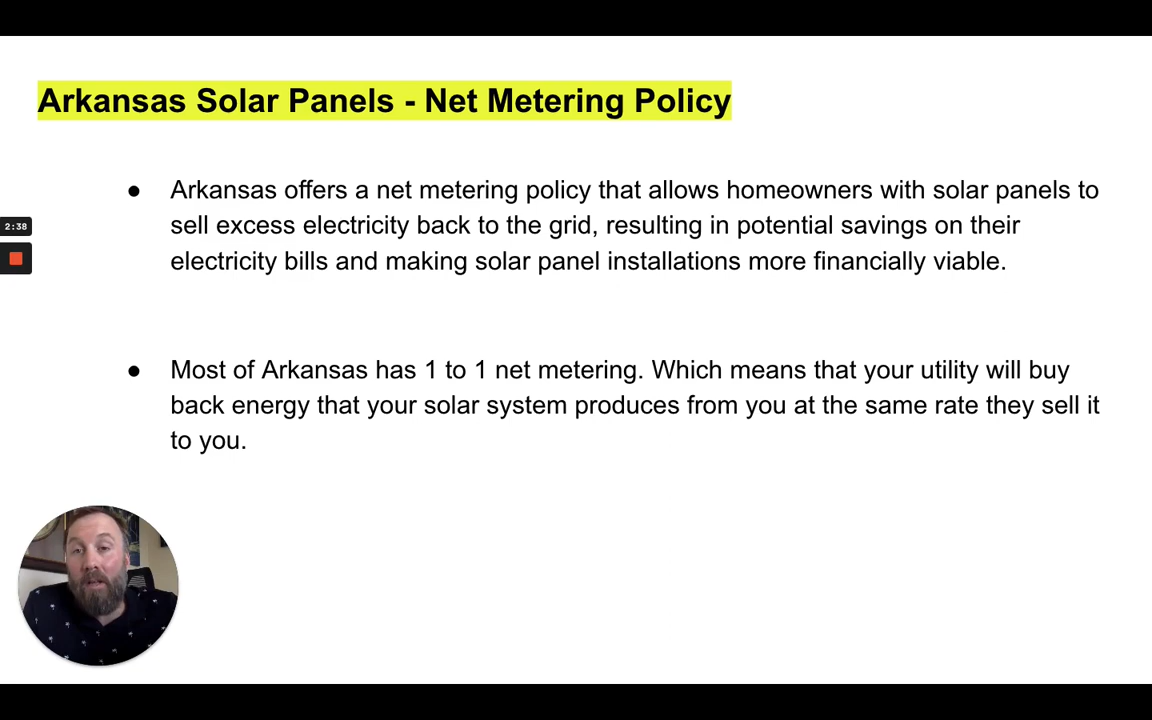 Arkansas Solar Panels - Net Metering Policy
● Arkansas offers a net metering policy that allows homeowners with solar panels to
sell excess electricity back to the grid, resulting in potential savings on their
electricity bills and making solar panel installations more financially viable.
2:38
● Most of Arkansas has 1 to 1 net metering. Which means that your utility will buy
back energy that your solar system produces from you at the same rate they sell it
to you.